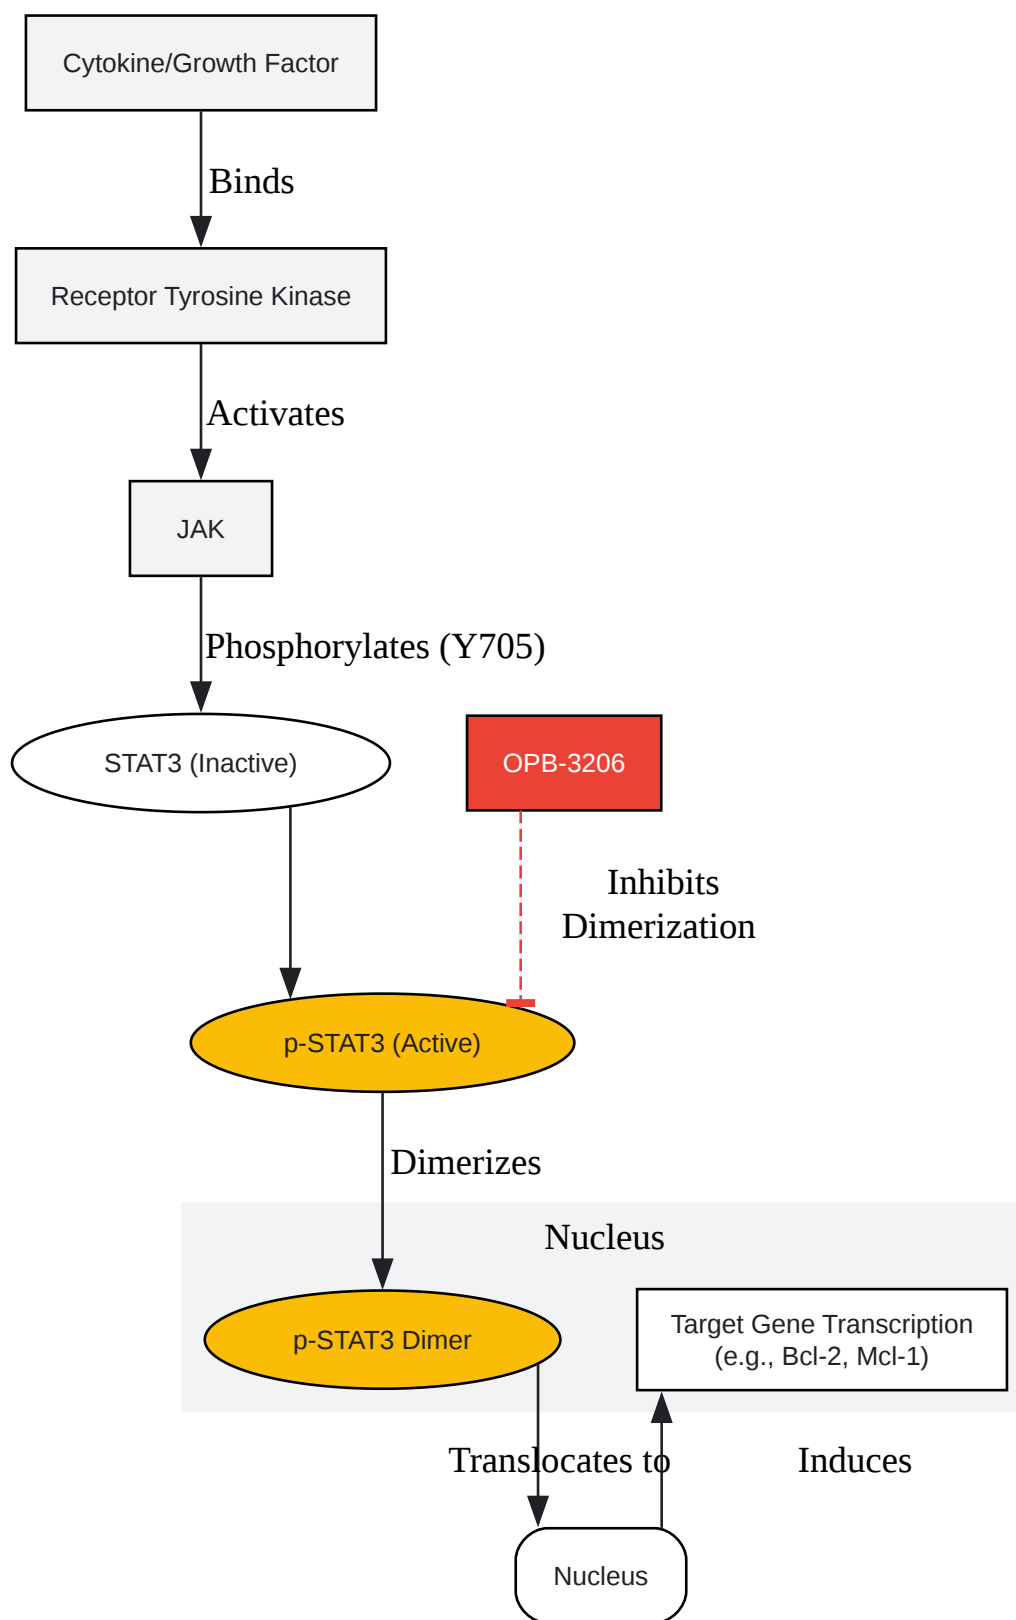 Cytokine/Growth Factor
Binds
Receptor Tyrosine Kinase
Activates
JAK
Phosphorylates (Y705)
STAT3 (Inactive)
OPB-3206
Inhibits
Dimerization
p-STAT3 (Active)
Dimerizes
Nucleus
p-STAT3 Dimer
Target Gene Transcription
(e.g., Bcl-2, Mcl-1)
Translocates to
Induces
Nucleus